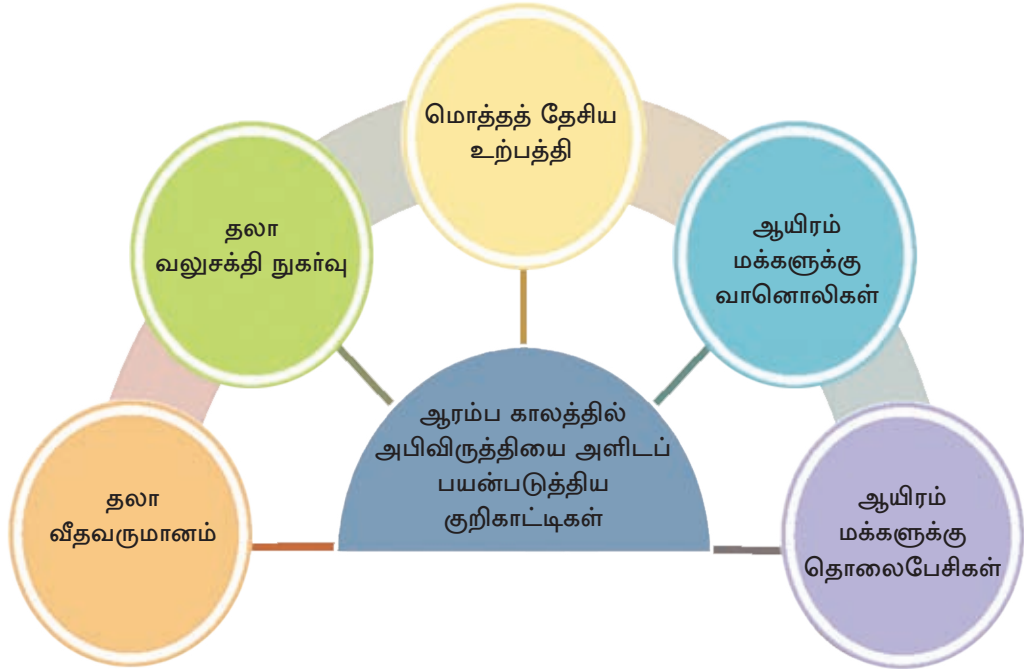 மொத்தத் தேசிய
உற்பத்தி
தலா
வலுசக்தி நுகர்வு
ஆயிரம்
மக்களுக்கு
வானொலிகள்
தலா
வீதவருமானம்
ஆரம்ப காலத்தில்
அபிவிருத்தியை அளிடப்
பயன்படுத்திய
குறிகாட்டிகள்
ஆயிரம்
மக்களுக்கு
தொலைபேசிகள்